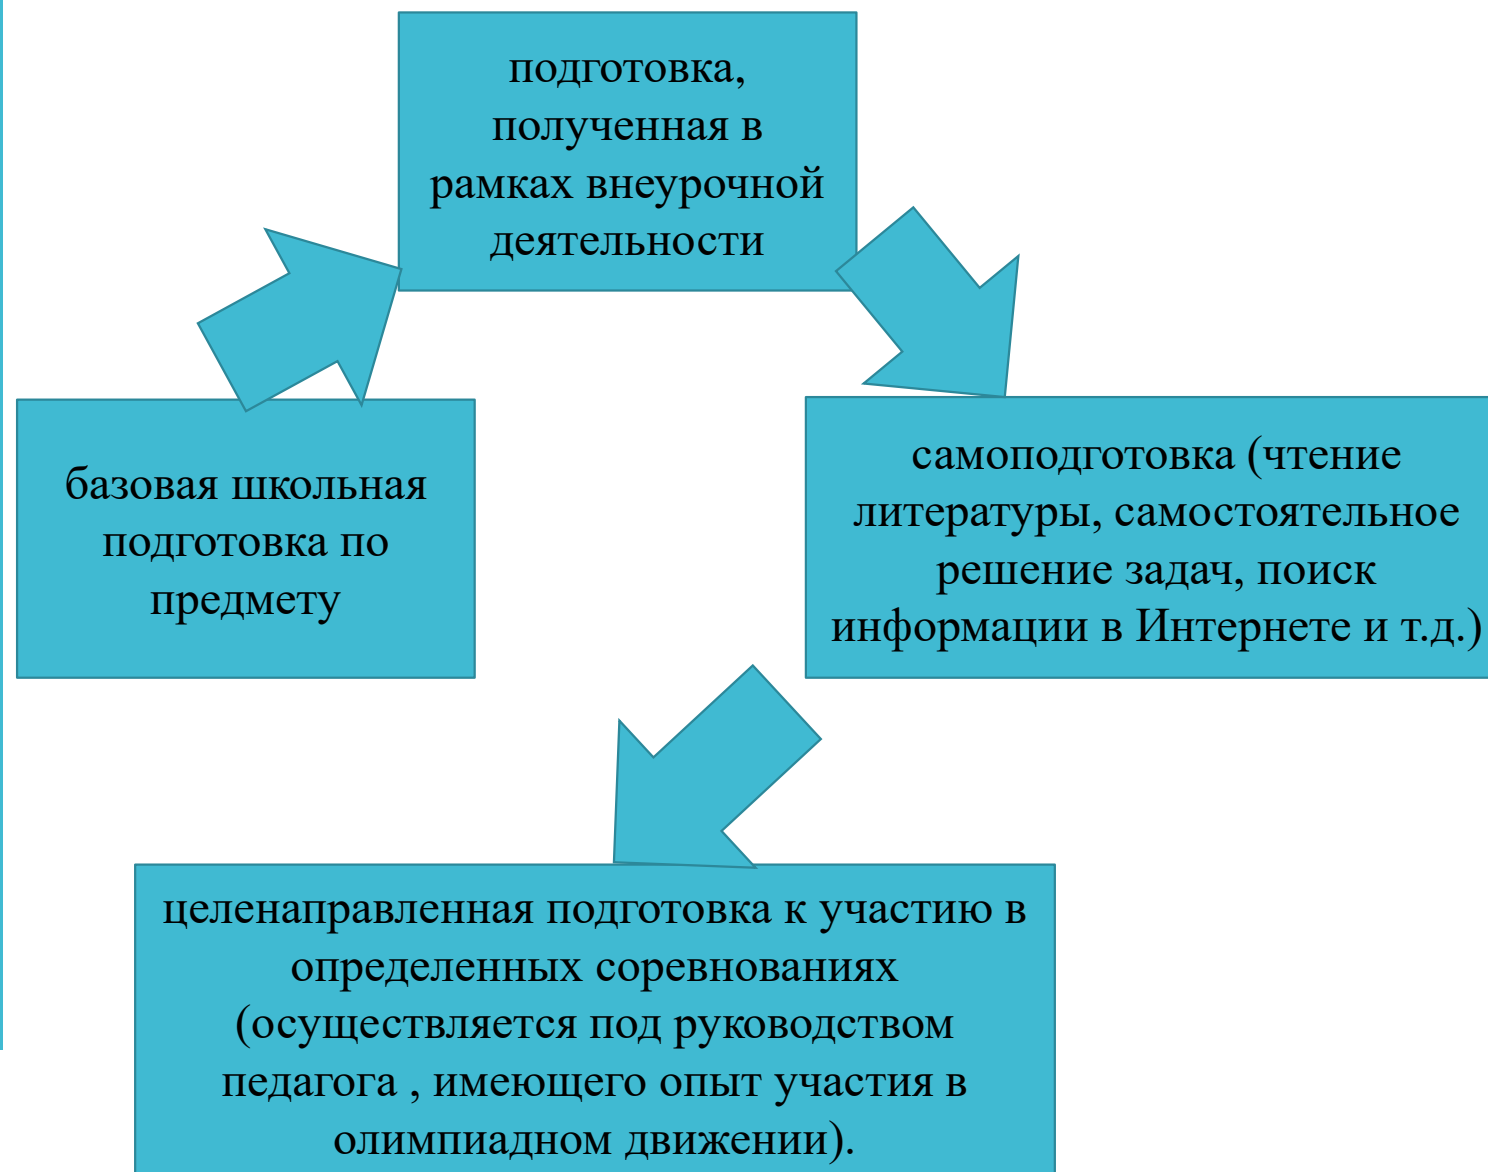 подготовка,
полученная в
рамках внеурочной
деятельности
базовая школьная
подготовка по
предмету
самоподготовка (чтение
литературы, самостоятельное
решение задач, поиск
информации в Интернете и т.д.)
целенаправленная подготовка к участию в
определенных соревнованиях
(осуществляется под руководством
педагога , имеющего опыт участия в
олимпиадном движении).